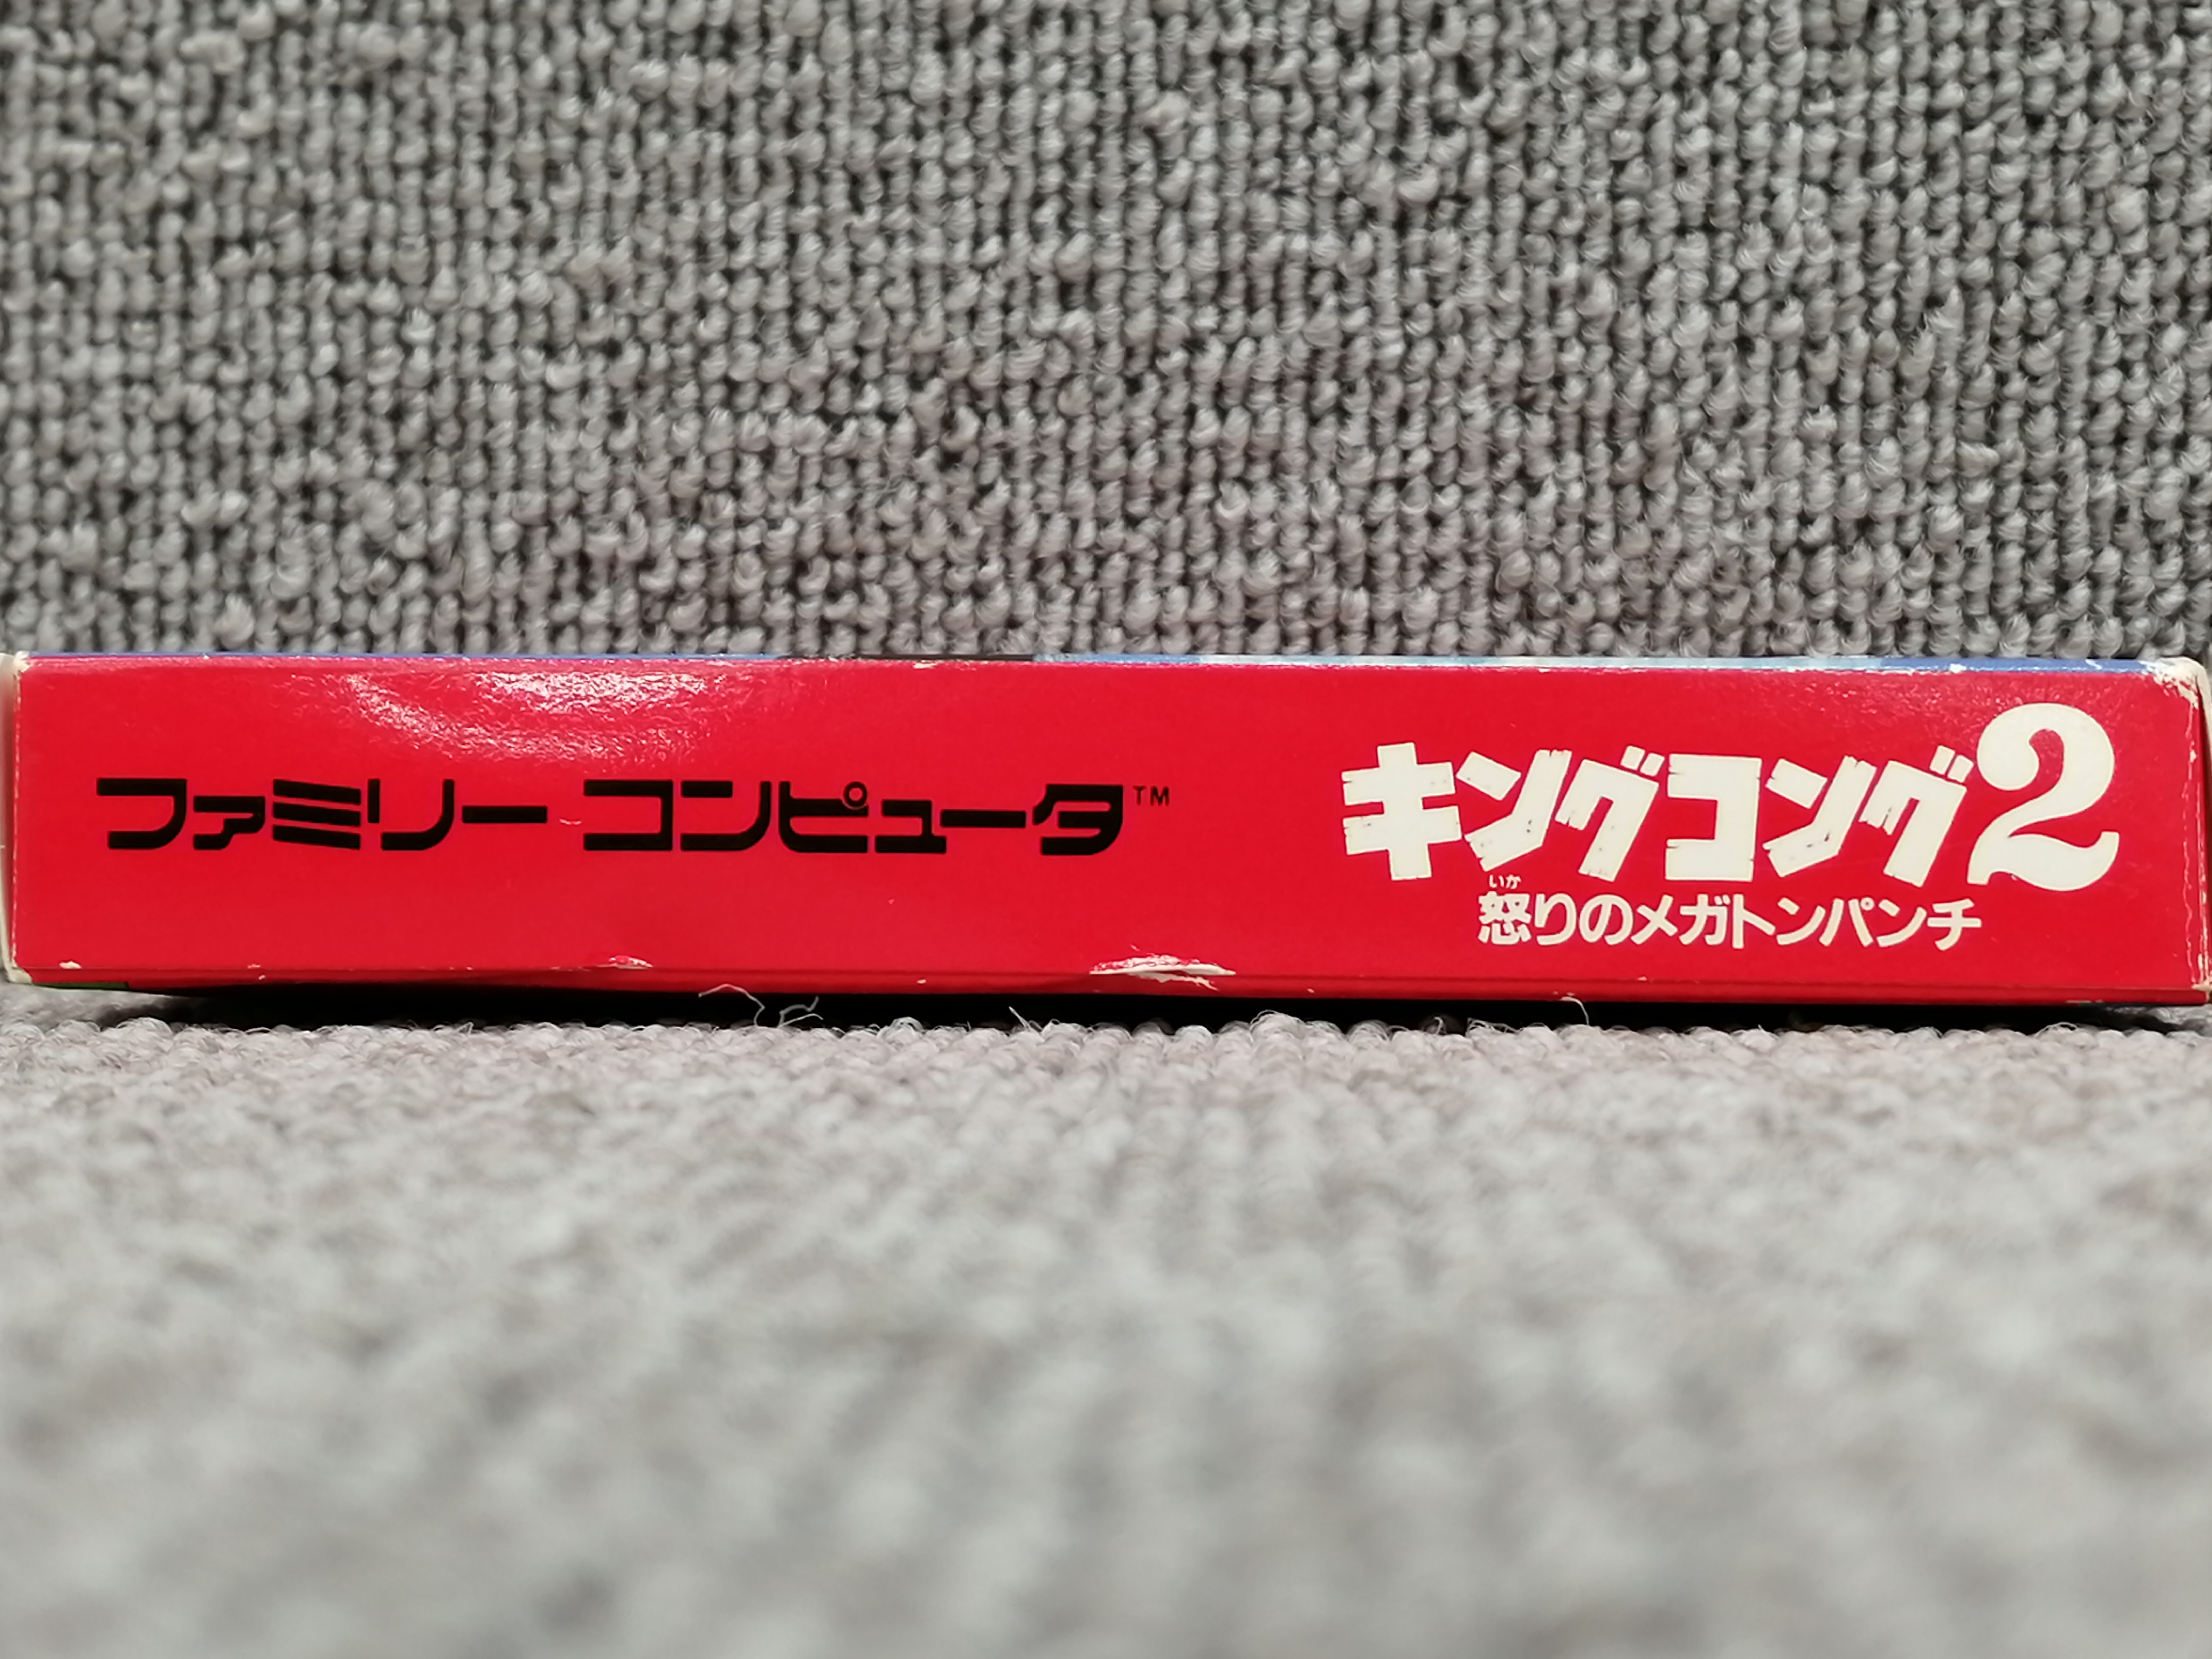 ファミリー コンピュータ™
キングコング2
いか
怒りのメガトンパンチ